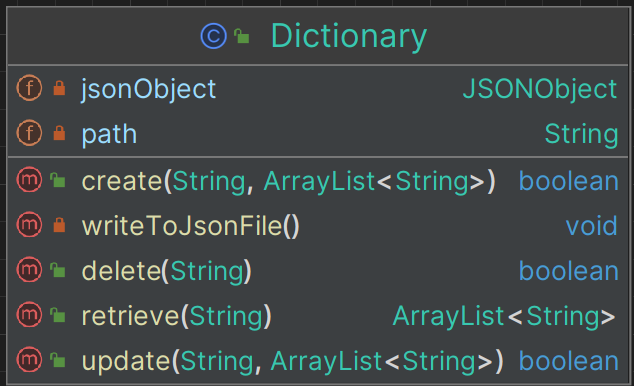 Dictionary
jsonObject JSONObject
path String
create(String, ArrayList<String>) boolean
writeToJsonFile() void
delete(String) boolean
retrieve(String) ArrayList<String>
update(String, ArrayList<String>) boolean